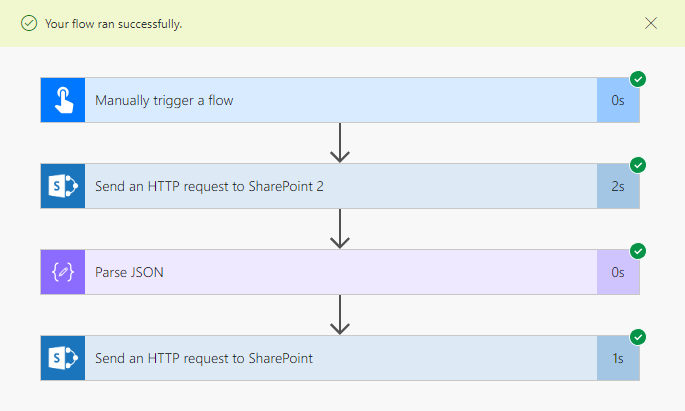 Your flow ran successfully.
Manually trigger a flow 0s
Send an HTTP request to SharePoint 2 2s
Parse JSON 0s
Send an HTTP request to SharePoint 1s